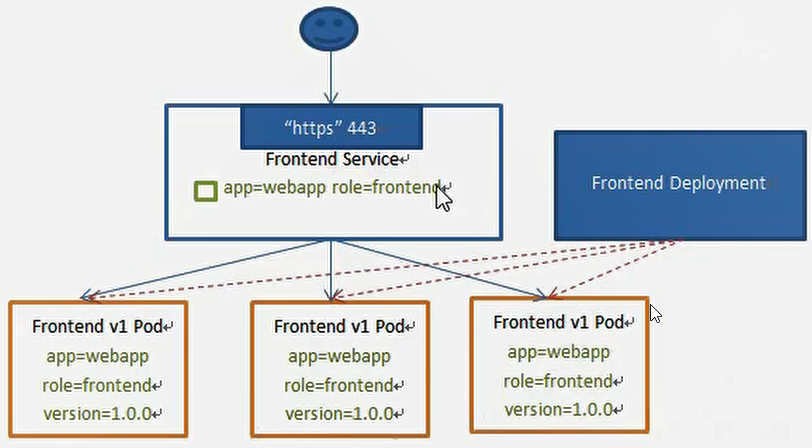 “https” 443
Frontend Service
app=webapp role=frontend
Frontend Deployment
Frontend v1 Pod
app=webapp
role=frontend
version=1.0.0
Frontend v1 Pod
app=webapp
role=frontend
version=1.0.0
Frontend v1 Pod
app=webapp
role=frontend
version=1.0.0